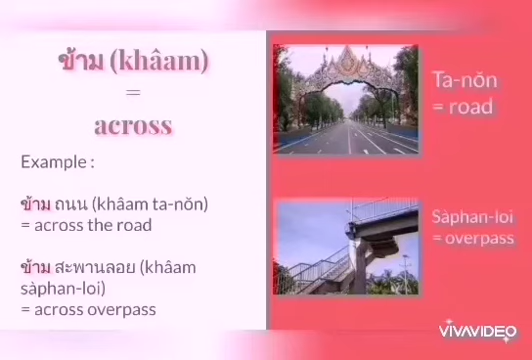 ข้าม (khâam)
=
across
Example :
ข้าม ถนน (khâam ta-nŏn)
= across the road
ข้าม สะพานลอย (khâam
sàphan-loi)
= across overpass
Ta-nŏn
= road
Sàphan-loi
= overpass
VIVAVIDEO